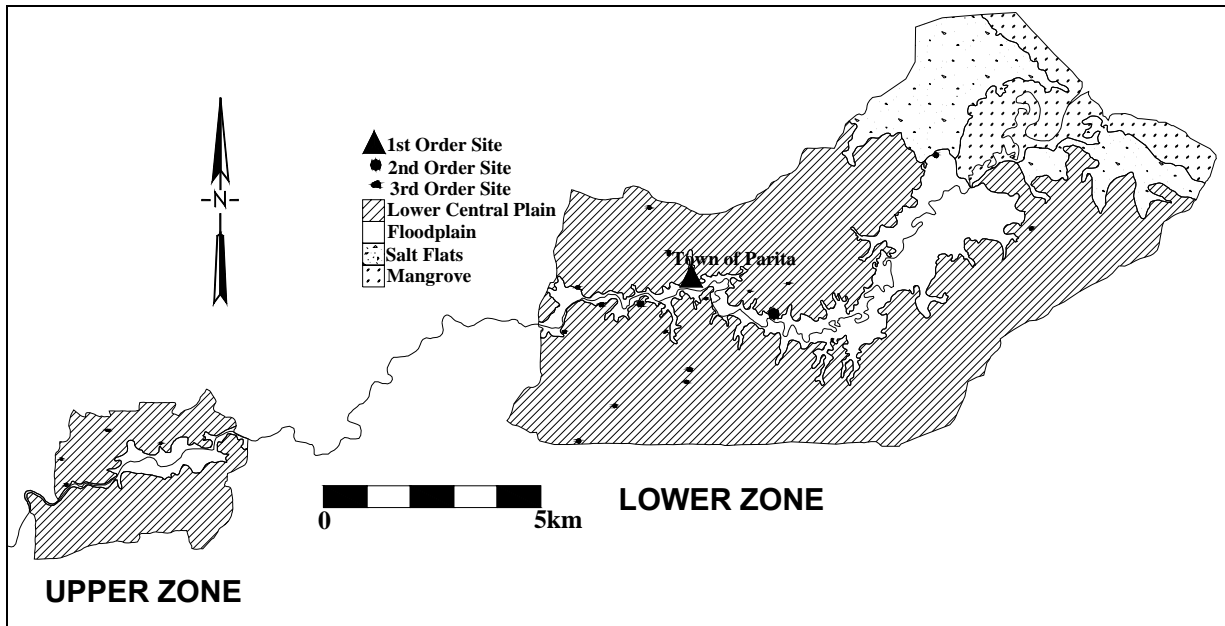 -N-
1st Order Site
2nd Order Site
3rd Order Site
Lower Central Plain
Floodplain
Salt Flats
Mangrove
Town of Parita
0 5km
LOWER ZONE
UPPER ZONE